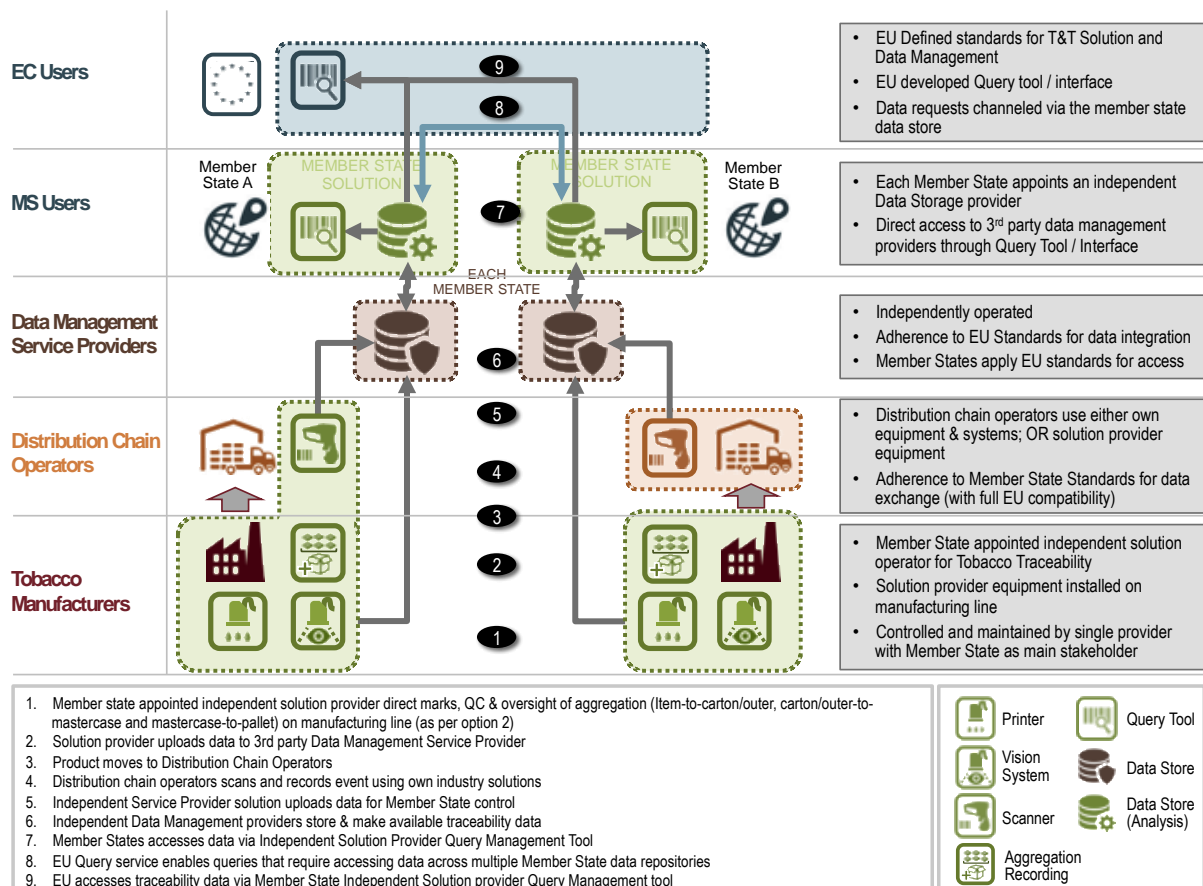 EC Users
9
8
• EU Defined standards for T&T Solution and
Data Management
• EU developed Query tool / interface
• Data requests channeled via the member state
data store
MS Users
Member
State A
MEMBER STATE
SOLUTION
7
MEMBER STATE
SOLUTION
Member
State B
• Each Member State appoints an independent
Data Storage provider
• Direct access to 3rd party data management
providers through Query Tool / Interface
EACH
MEMBER STATE
Data Management
Service Providers
6
• Independently operated
• Adherence to EU Standards for data integration
• Member States apply EU standards for access
Distribution Chain
Operators
5
4
• Distribution chain operators use either own
equipment & systems; OR solution provider
equipment
• Adherence to Member State Standards for data
exchange (with full EU compatibility)
3
Tobacco
Manufacturers
2
1
• Member State appointed independent solution
operator for Tobacco Traceability
• Solution provider equipment installed on
manufacturing line
• Controlled and maintained by single provider
with Member State as main stakeholder
1. Member state appointed independent solution provider direct marks, QC & oversight of aggregation (Item-to-carton/outer, carton/outer-to-
mastercase and mastercase-to-pallet) on manufacturing line (as per option 2)
2. Solution provider uploads data to 3rd party Data Management Service Provider
3. Product moves to Distribution Chain Operators
4. Distribution chain operators scans and records event using own industry solutions
5. Independent Service Provider solution uploads data for Member State control
6. Independent Data Management providers store & make available traceability data
7. Member States accesses data via Independent Solution Provider Query Management Tool
8. EU Query service enables queries that require accessing data across multiple Member State data repositories
9. EU accesses traceability data via Member State Independent Solution provider Query Management tool
Printer
Query Tool
Vision
System
Data Store
Scanner
Data Store
(Analysis)
Aggregation
Recording